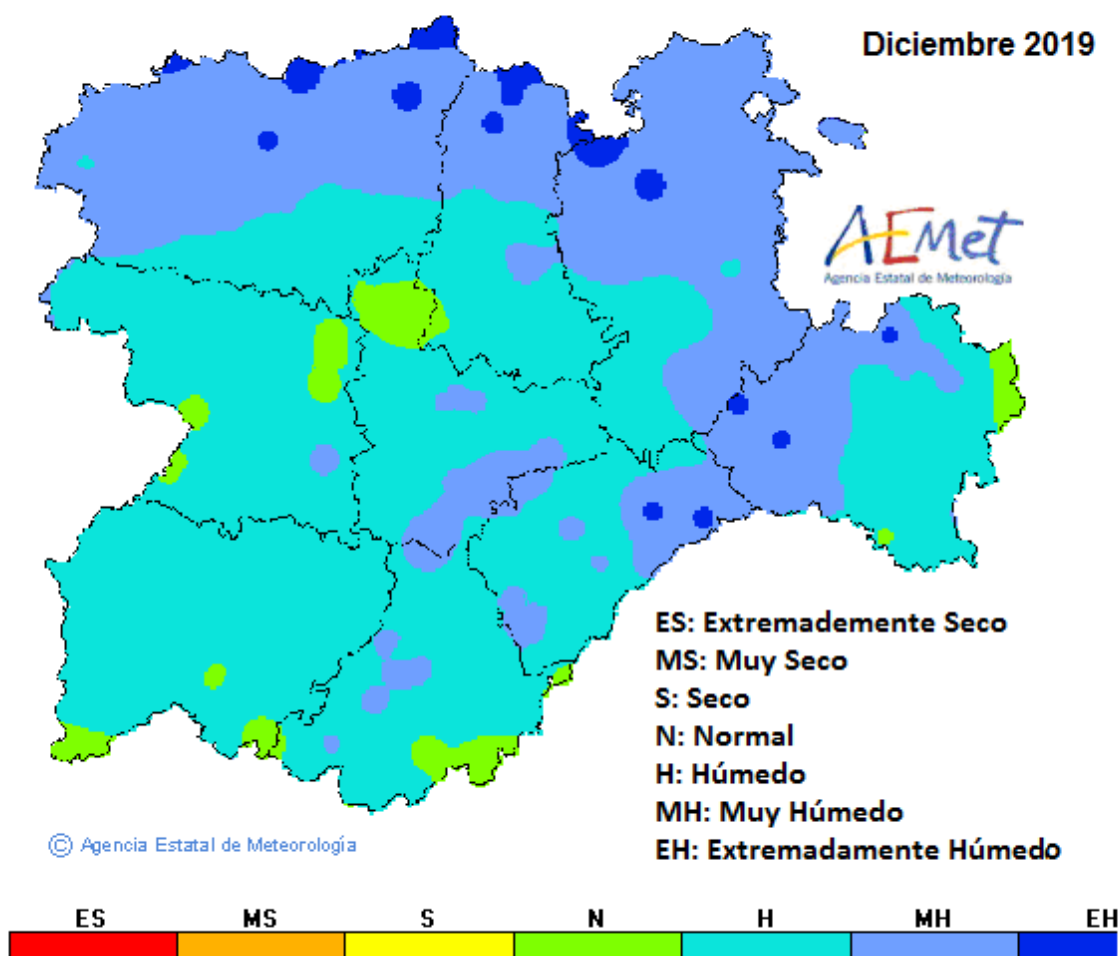 Diciembre 2019
AEMet
Agencia Estatal de Meteorología
ES: Extremademente Seco
MS: Muy Seco
S: Seco
N: Normal
H: Húmedo
MH: Muy Húmedo
EH: Extremadamente Húmedo
© Agencia Estatal de Meteorología
ES MS S N H MH EH